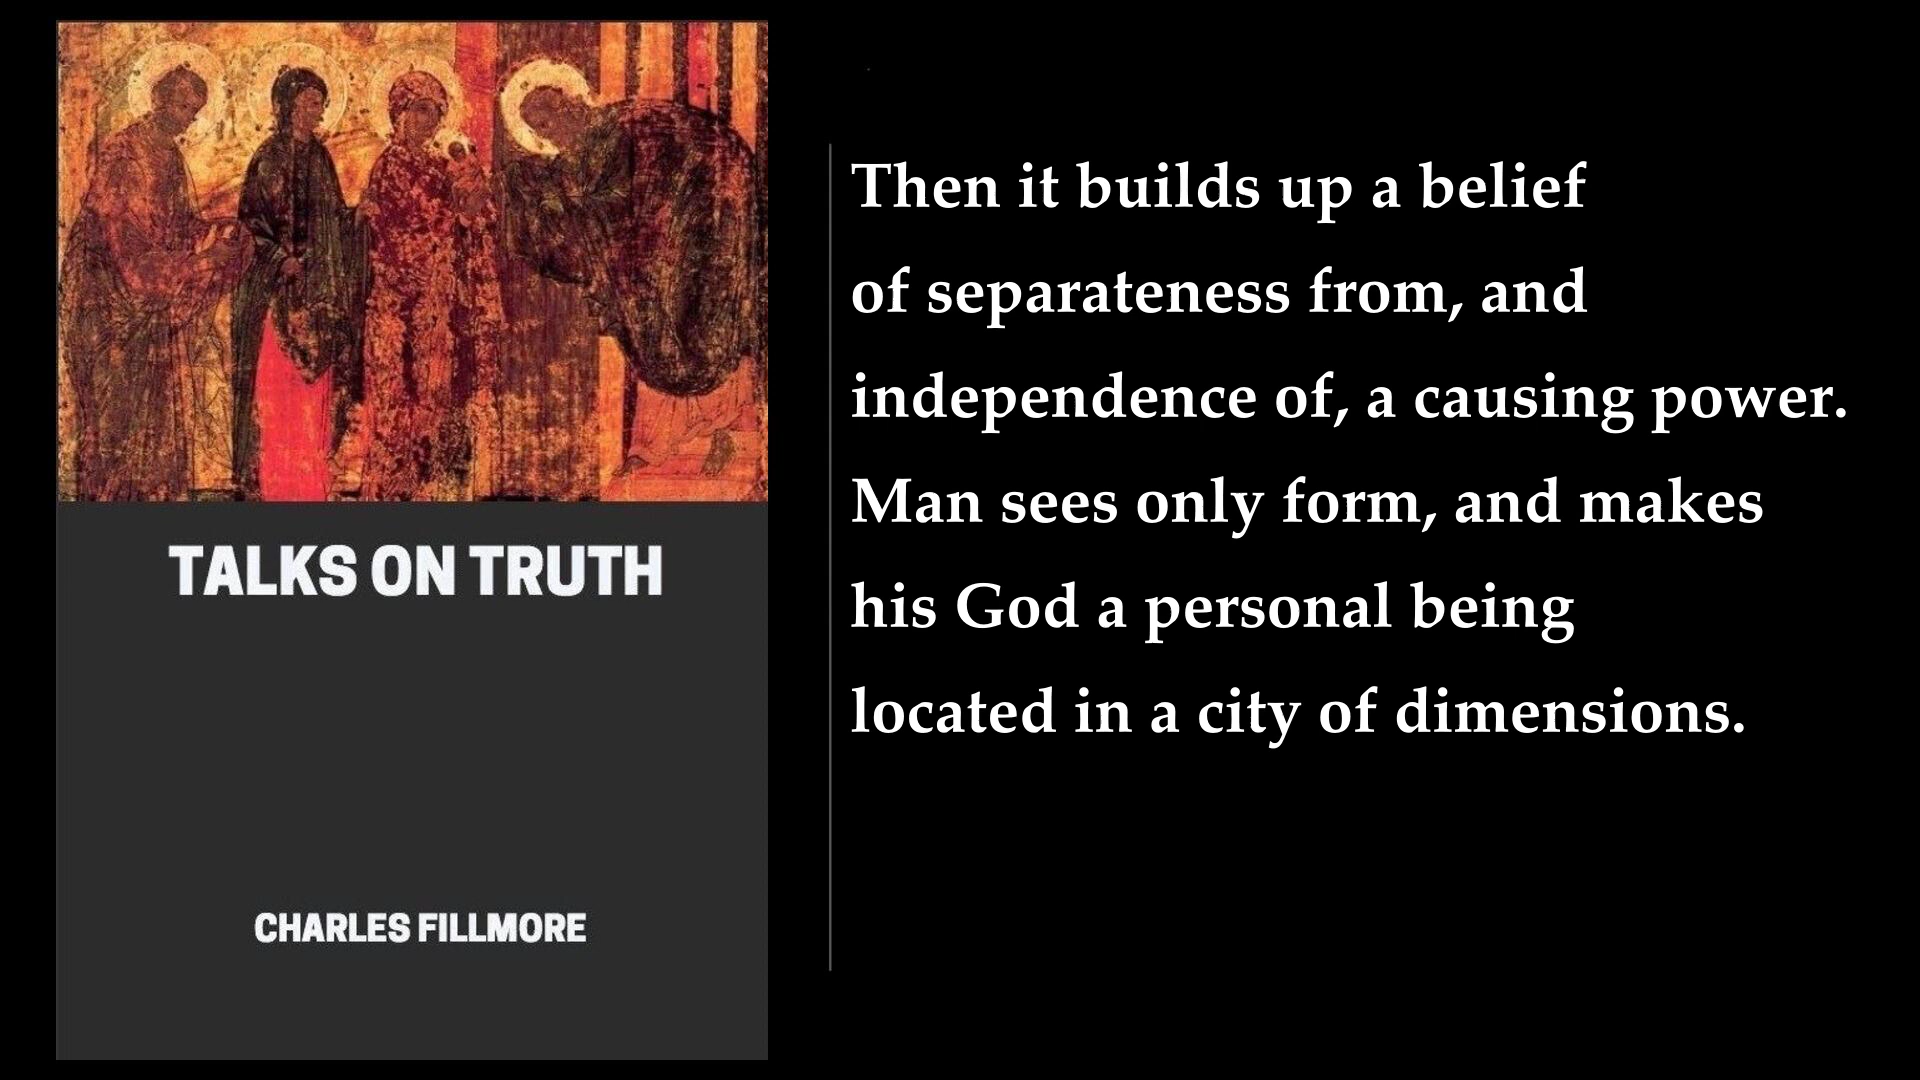 TALKS ON TRUTH
CHARLES FILLMORE
Then it builds up a belief
of separateness from, and
independence of, a causing power.
Man sees only form, and makes
his God a personal being
located in a city of dimensions.